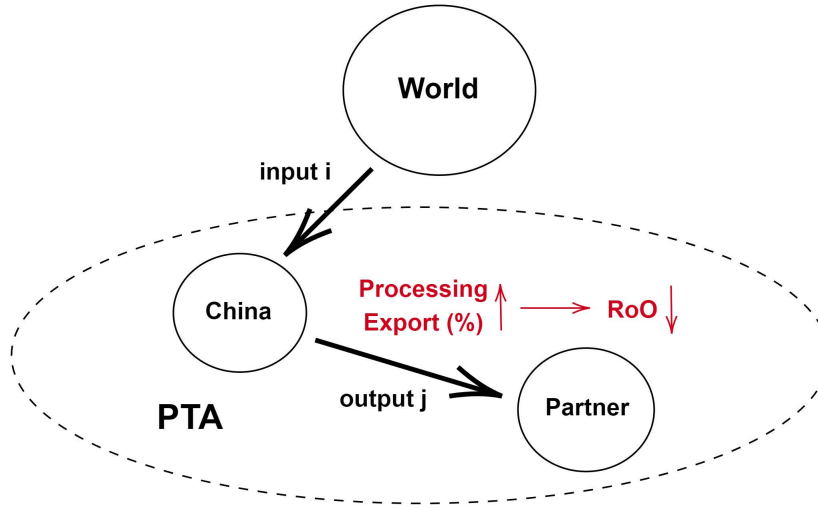 World
input i
Processing
Export (%)
RoO
China
output j
Partner
PTA